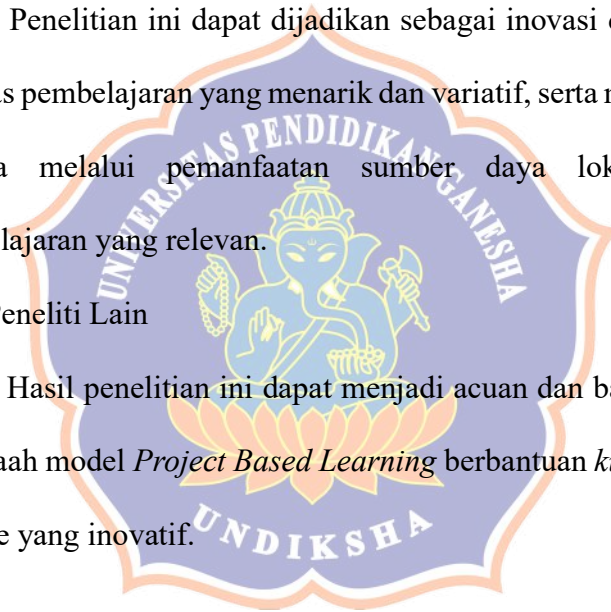 Penelitian ini dapat dijadikan sebagai inovasi
s pembelajaran yang menarik dan variatif, serta
melalui pemanfaatan sumber daya
lajaran yang relevan.
Peneliti Lain
Hasil penelitian ini dapat menjadi acuan dan
aah model Project Based Learning berbantuan
e yang inovatif.
UNIVERSITAS PENDIDIKAN GANESHA
UNDIKSHA